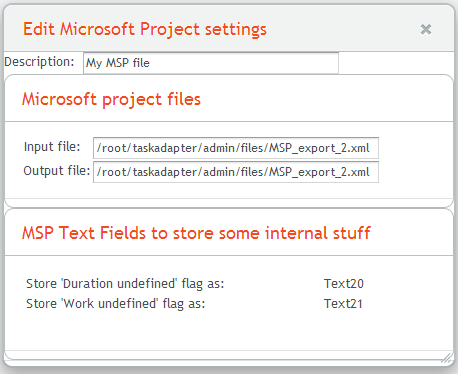 Edit Microsoft Project settings
Description: My MSP file
Microsoft project files
Input file: /root/taskadapter/admin/files/MSP_export_2.xml
Output file: /root/taskadapter/admin/files/MSP_export_2.xml
MSP Text Fields to store some internal stuff
Store 'Duration undefined' flag as: Text20
Store 'Work undefined' flag as: Text21